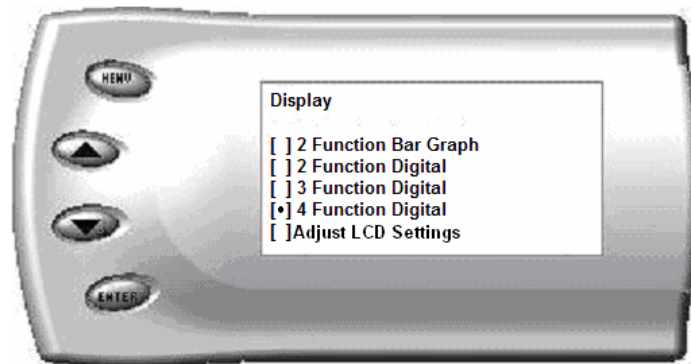 MENU
Display
[ ] 2 Function Bar Graph
[ ] 2 Function Digital
[ ] 3 Function Digital
[•] 4 Function Digital
[ ]Adjust LCD Settings
ENTER